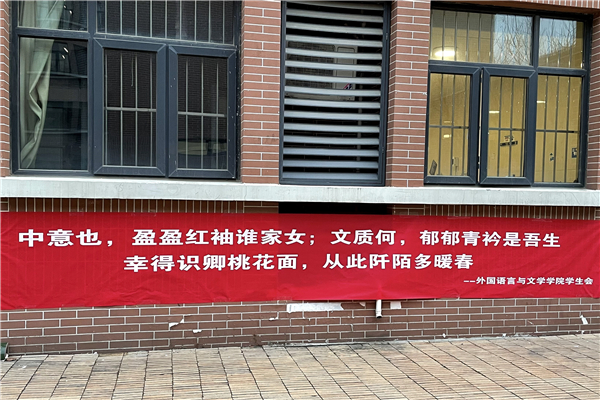 中意也，盈盈红袖谁家女；文质何，郁郁青衿是吾生
幸得识卿桃花面，从此阡陌多暖春
--外国语言与文学学院学生会